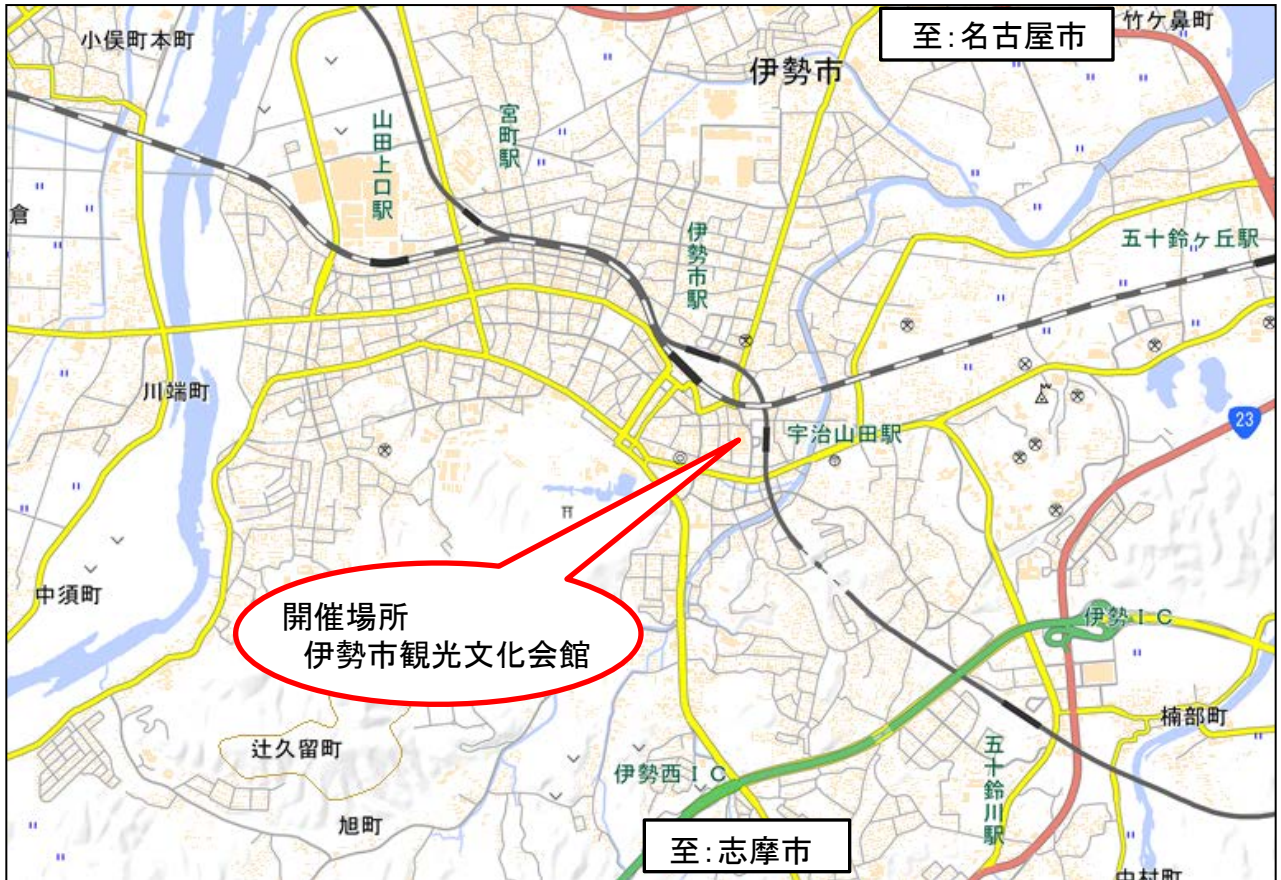 小俣町本町
至:名古屋市
竹ケ鼻町
伊勢市
宮町駅
山田上口駅
倉
伊勢市駅
五十鈴ヶ丘駅
川端町
23
宇治山田駅
中須町
開催場所
伊勢市観光文化会館
伊勢IC
楠部町
辻久留町
伊勢西IC
五十鈴川駅
旭町
至:志摩市
中村町